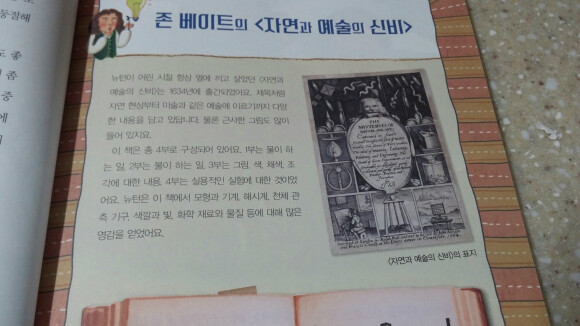 존 베이트의 <자연과 예술의 신비>
뉴턴이 어린 시절 항상 옆에 끼고 살았던 <자연과
예술의 신비>는 1634년에 출간되었어요. 제목처럼
자연 현상부터 미술과 같은 예술에 이르기까지 다양
한 내용을 담고 있답니다. 물론 근사한 그림도 많이
들어 있지요.
이 책은 총 4부로 구성되어 있어요. 1부는 물이 하
는 일, 2부는 불이 하는 일, 3부는 그림, 색, 채색, 조
각에 대한 내용, 4부는 실용적인 실험에 대한 것이었
어요. 뉴턴은 이 책에서 모형과 기계, 해시계, 천체 관
측 기구, 색깔과 빛, 화학 재료와 물질 등에 대해 많은
영감을 얻었어요.
THE
MYSTERIES OF
<자연과 예술의 신비>의 표지
도 좋
중